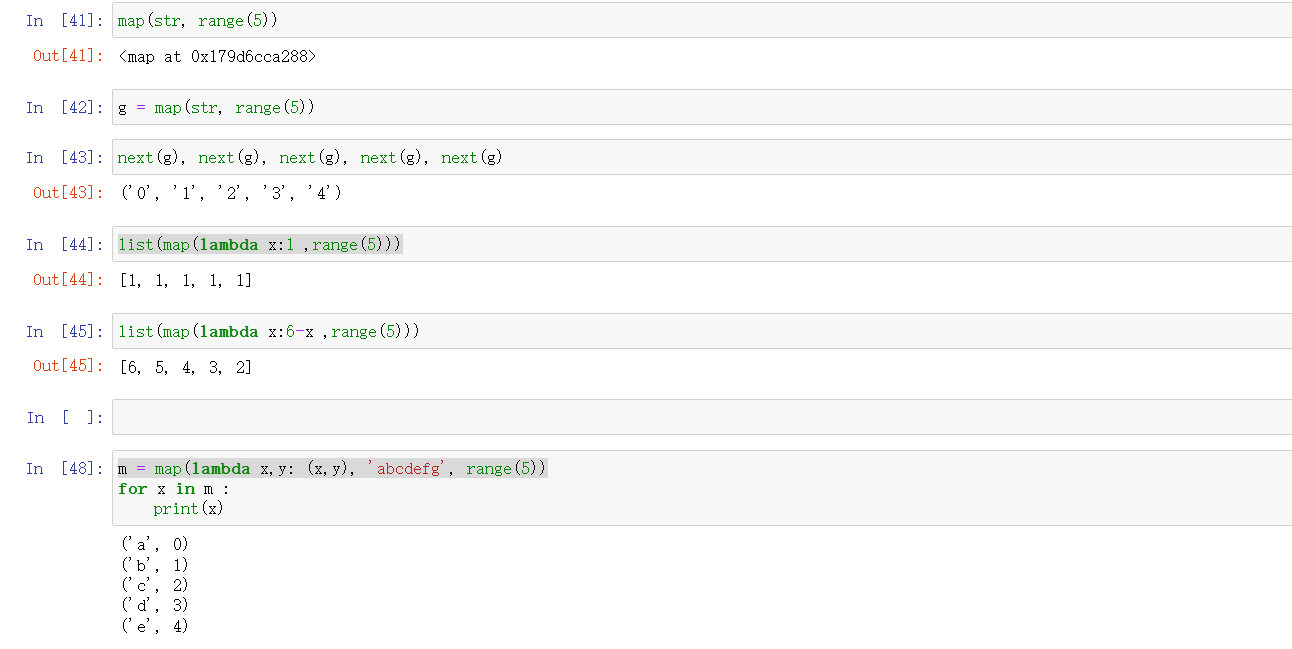 In [41]: map(str, range(5))
Out[41]: <map at 0x179d6cca288>
In [42]: g = map(str, range(5))
In [43]: next(g), next(g), next(g), next(g), next(g)
Out[43]: ('0', '1', '2', '3', '4')
In [44]: list(map(lambda x:1 ,range(5)))
Out[44]: [1, 1, 1, 1, 1]
In [45]: list(map(lambda x:6-x ,range(5)))
Out[45]: [6, 5, 4, 3, 2]
In [ ]:
In [48]: m = map(lambda x,y: (x,y), 'abcdefg', range(5))
for x in m :
    print(x)
('a', 0)
('b', 1)
('c', 2)
('d', 3)
('e', 4)